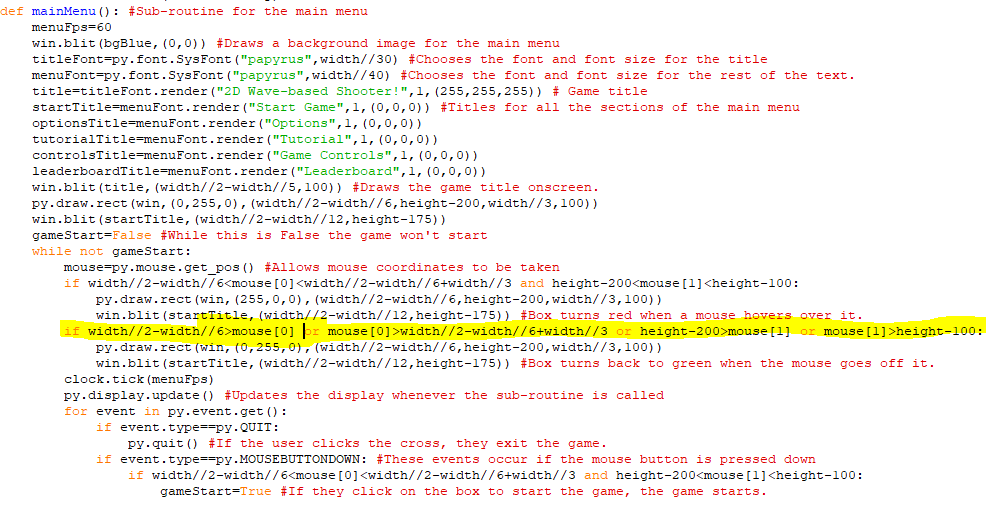 def mainMenu(): #Sub-routine for the main menu
    menuFps=60
    win.blit(bgBlue,(0,0)) #Draws a background image for the main menu
    titleFont=py.font.SysFont("papyrus",width//30) #Chooses the font and font size for the title
    menuFont=py.font.SysFont("papyrus",width//40) #Chooses the font and font size for the rest of the text.
    title=titleFont.render("2D Wave-based Shooter!",1,(255,255,255)) # Game title
    startTitle=menuFont.render("Start Game",1,(0,0,0)) #Titles for all the sections of the main menu
    optionsTitle=menuFont.render("Options",1,(0,0,0))
    tutorialTitle=menuFont.render("Tutorial",1,(0,0,0))
    controlsTitle=menuFont.render("Game Controls",1,(0,0,0))
    leaderboardTitle=menuFont.render("Leaderboard",1,(0,0,0))
    win.blit(title,(width//2-width//5,100)) #Draws the game title onscreen.
    py.draw.rect(win,(0,255,0),(width//2-width//6,height-200,width//3,100))
    win.blit(startTitle,(width//2-width//12,height-175))
    gameStart=False #While this is False the game won't start
    while not gameStart:
        mouse=py.mouse.get_pos() #Allows mouse coordinates to be taken
        if width//2-width//6<mouse[0]<width//2-width//6+width//3 and height-200<mouse[1]<height-100:
            py.draw.rect(win,(255,0,0),(width//2-width//6,height-200,width//3,100))
            win.blit(startTitle,(width//2-width//12,height-175)) #Box turns red when a mouse hovers over it.
        if width//2-width//6>mouse[0] or mouse[0]>width//2-width//6+width//3 or height-200>mouse[1] or mouse[1]>height-100:
            py.draw.rect(win,(0,255,0),(width//2-width//6,height-200,width//3,100))
            win.blit(startTitle,(width//2-width//12,height-175)) #Box turns back to green when the mouse goes off it.
        clock.tick(menuFps)
        py.display.update() #Updates the display whenever the sub-routine is called
        for event in py.event.get():
            if event.type==py.QUIT:
                py.quit() #If the user clicks the cross, they exit the game.
            if event.type==py.MOUSEBUTTONDOWN: #These events occur if the mouse button is pressed down
                if width//2-width//6<mouse[0]<width//2-width//6+width//3 and height-200<mouse[1]<height-100:
                    gameStart=True #If they click on the box to start the game, the game starts.